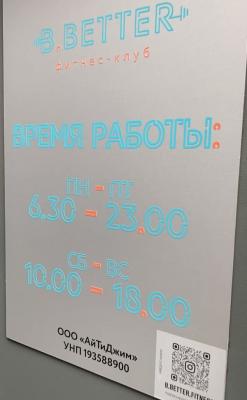 B.BETTER
фитнес-клуб
ВРЕМЯ РАБОТЫ:
ПН – ПТ
6.30 – 23.00
СБ – ВС
10.00 – 18.00
ООО «АйТиДжим»
УНП 193588900
B.BETTER.FITNE